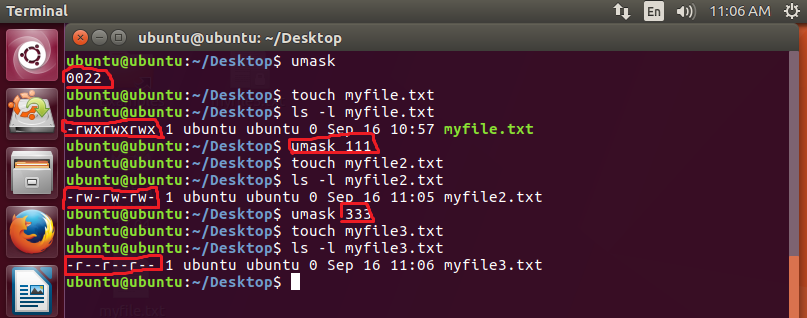 Terminal
En
11:06 AM
ubuntu@ubuntu: ~/Desktop
ubuntu@ubuntu:~/Desktop$ umask
0022
ubuntu@ubuntu:~/Desktop$ touch myfile.txt
ubuntu@ubuntu:~/Desktop$ ls -l myfile.txt
-rwxrwxrwx 1 ubuntu ubuntu 0 Sep 16 10:57 myfile.txt
ubuntu@ubuntu:~/Desktop$ umask 111
ubuntu@ubuntu:~/Desktop$ touch myfile2.txt
ubuntu@ubuntu:~/Desktop$ ls -l myfile2.txt
-rw-rw-rw- 1 ubuntu ubuntu 0 Sep 16 11:05 myfile2.txt
ubuntu@ubuntu:~/Desktop$ umask 333
ubuntu@ubuntu:~/Desktop$ touch myfile3.txt
ubuntu@ubuntu:~/Desktop$ ls -l myfile3.txt
-r--r--r-- 1 ubuntu ubuntu 0 Sep 16 11:06 myfile3.txt
ubuntu@ubuntu:~/Desktop$
myfile.txt